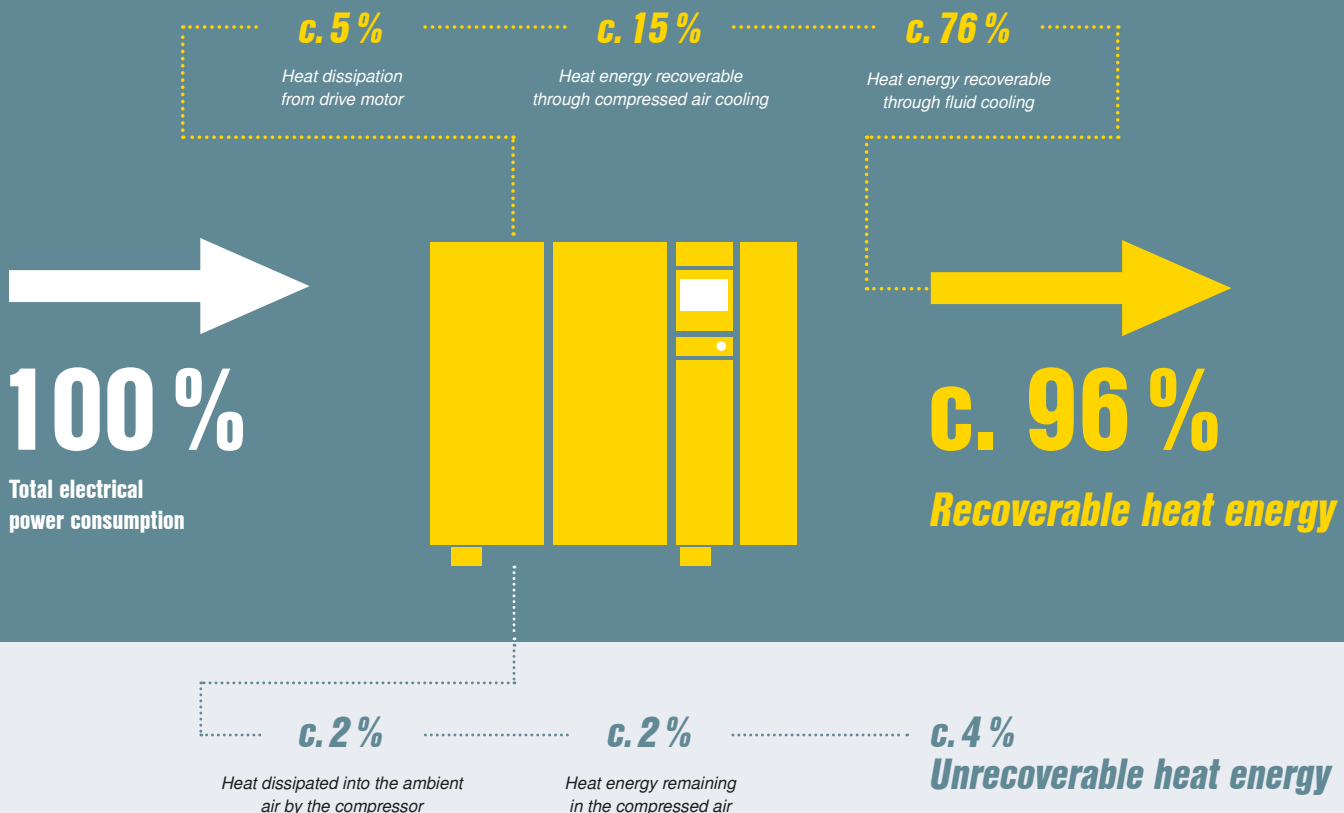 c. 5 %
Heat dissipation
from drive motor
c. 15 %
Heat energy recoverable
through compressed air cooling
c. 76 %
Heat energy recoverable
through fluid cooling
100 %
Total electrical
power consumption
c. 96 %
Recoverable heat energy
c. 2 %
Heat dissipated into the ambient
air by the compressor
c. 2 %
Heat energy remaining
in the compressed air
c. 4 %
Unrecoverable heat energy